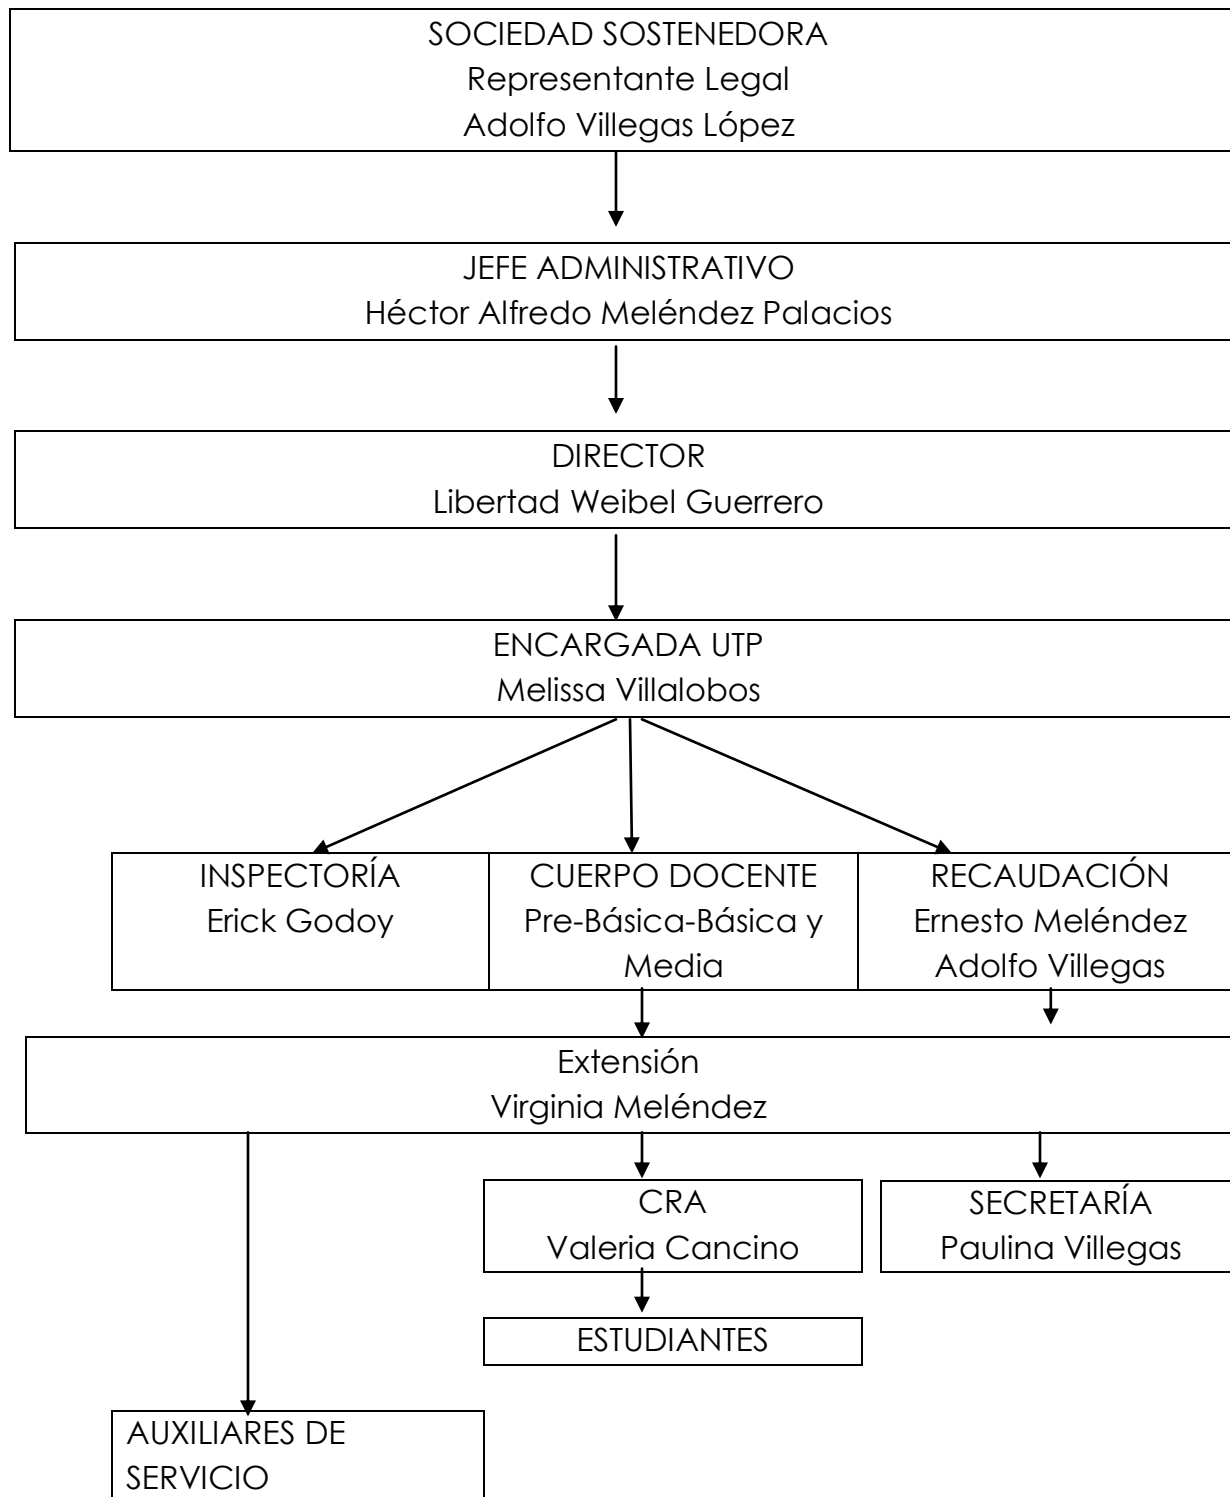 SOCIEDAD SOSTENEDORA
Representante Legal
Adolfo Villegas López
JEFE ADMINISTRATIVO
Héctor Alfredo Meléndez Palacios
DIRECTOR
Libertad Weibel Guerrero
ENCARGADA UTP
Melissa Villalobos
INSPECTORÍA
Erick Godoy
CUERPO DOCENTE
Pre-Básica-Básica y
Media
RECAUDACIÓN
Ernesto Meléndez
Adolfo Villegas
Extensión
Virginia Meléndez
CRA
Valeria Cancino
SECRETARÍA
Paulina Villegas
ESTUDIANTES
AUXILIARES DE
SERVICIO